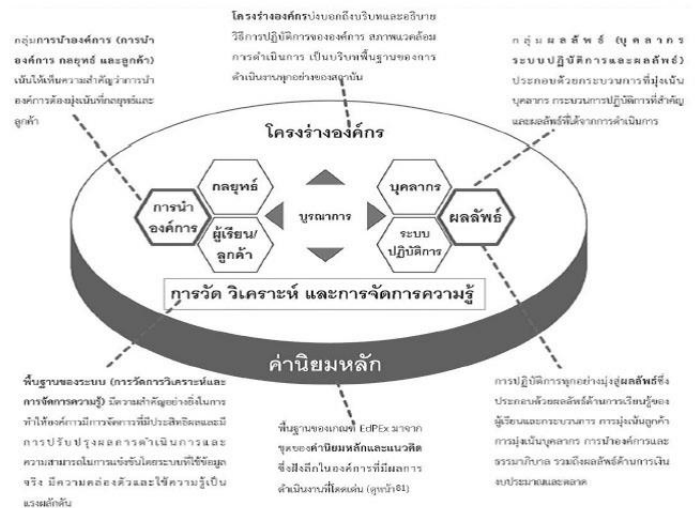 กลุ่มการนำองค์การ (การนำ
องค์การ กลยุทธ์ และลูกค้า)
เน้นให้เห็นความสำคัญว่าการนำ
องค์การต้องมุ่งเน้นที่กลยุทธ์และ
ลูกค้า
โครงร่างองค์กรบ่งบอกถึงบริบทและอธิบาย
วิธีการปฏิบัติการขององค์กร สภาพแวดล้อม
การดำเนินการ เป็นบริบทพื้นฐานของการ
ดำเนินงานทุกอย่างของสถาบัน
กลุ่มผลลัพธ์ (บุคลากร
ระบบปฏิบัติการและผลลัพธ์)
ประกอบด้วยกระบวนการที่มุ่งเน้น
บุคลากร กระบวนการปฏิบัติการที่สำคัญ
และผลลัพธ์ที่ได้จากการดำเนินการ
โครงร่างองค์กร
กลยุทธ์
บุคลากร
การนำ
องค์การ
บูรณาการ
ผลลัพธ์
ผู้เรียน/
ลูกค้า
ระบบ
ปฏิบัติการ
การวัด วิเคราะห์ และการจัดการความรู้
ค่านิยมหลัก
พื้นฐานของระบบ (การวัดการวิเคราะห์และ
การจัดการความรู้) มีความสำคัญอย่างยิ่งในการ
ทำให้องค์การมีการจัดการที่มีประสิทธิผลและมี
การปรับปรุงผลการดำเนินการและ
ความสามารถในการแข่งขันโดยระบบที่ใช้ข้อมูล
จริง มีความคล่องตัวและใช้ความรู้เป็น
แรงผลักดัน
พื้นฐานของเกณฑ์ EdPEx มาจาก
ชุดของค่านิยมหลักและแนวคิด
ซึ่งฝังลึกในองค์การที่มีผลการ
ดำเนินงานที่โดดเด่น (ดูหน้า81)
การปฏิบัติการทุกอย่างมุ่งสู่ผลลัพธ์ซึ่ง
ประกอบด้วยผลลัพธ์ด้านการเรียนรู้ของ
ผู้เรียนและกระบวนการ การมุ่งเน้นลูกค้า
การมุ่งเน้นบุคลากร การนำองค์การและ
ธรรมาภิบาล รวมถึงผลลัพธ์ด้านการเงิน
งบประมาณและตลาด